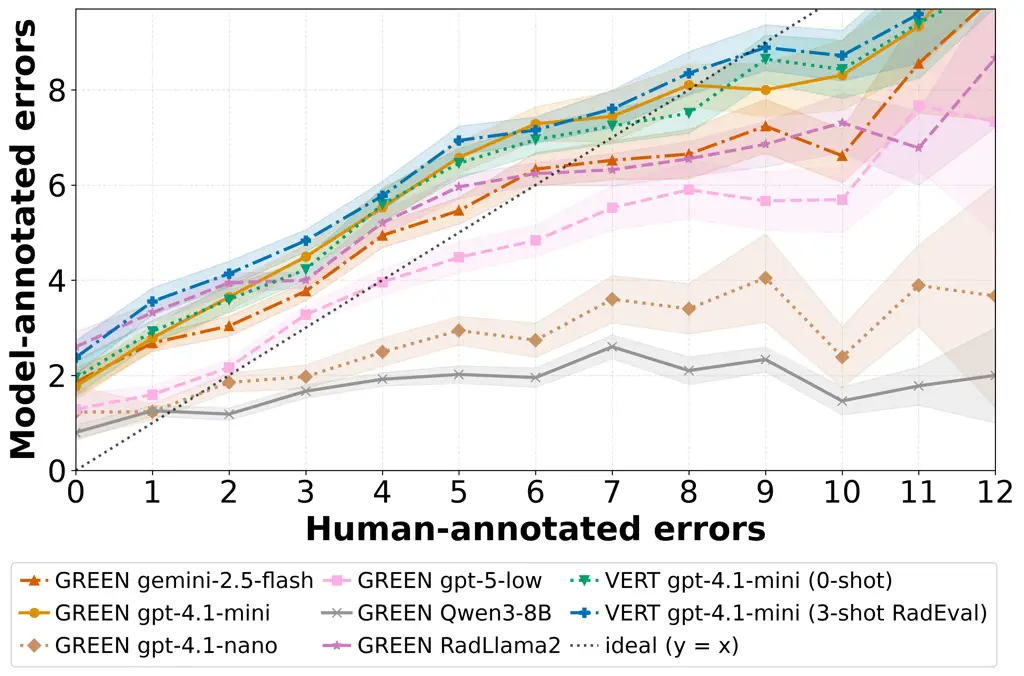 Model-annotated errors
8
6
4
2
0
0 1 2 3 4 5 6 7 8 9 10 11 12
Human-annotated errors
GREEN gemini-2.5-flash GREEN gpt-5-low VERT gpt-4.1-mini (0-shot)
GREEN gpt-4.1-mini GREEN Qwen3-8B VERT gpt-4.1-mini (3-shot RadEval)
GREEN gpt-4.1-nano GREEN RadLlama2 ideal (y = x)